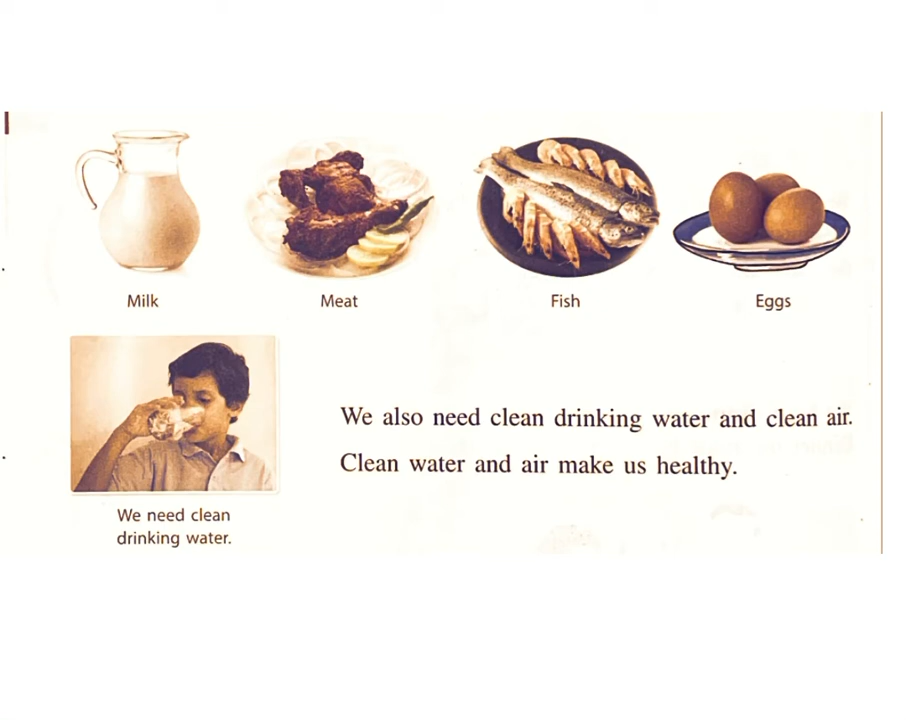 Milk
Meat
Fish
Eggs
We also need clean drinking water and clean air.
Clean water and air make us healthy.
We need clean
drinking water.